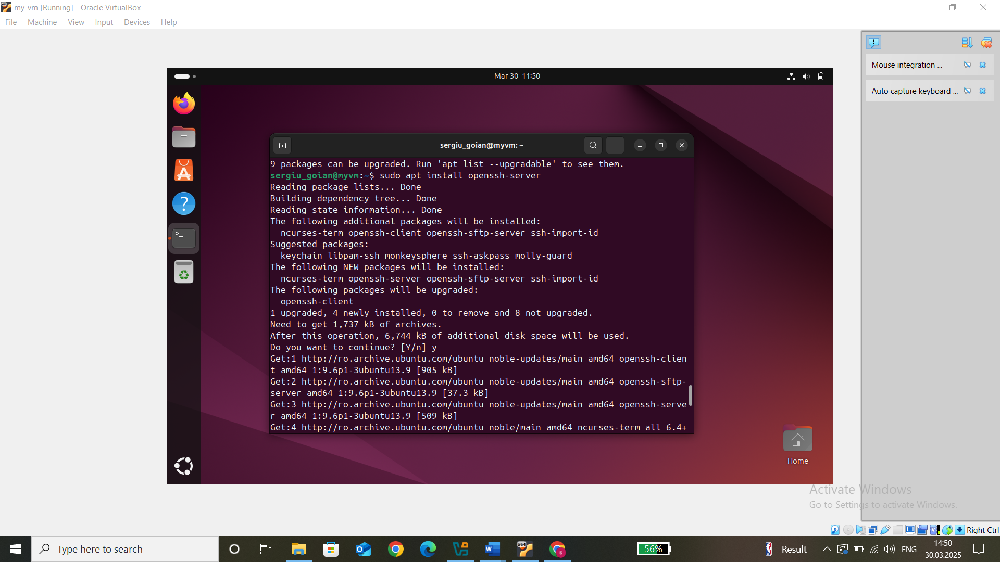 my_vm [Running] - Oracle VirtualBox
File Machine View Input Devices Help
Mouse integration ...
Auto capture keyboard ...
Mar 30 11:50
sergiu_goian@myvm: ~
9 packages can be upgraded. Run 'apt list --upgradable' to see them.
sergiu_goian@myvm:~$ sudo apt install openssh-server
Reading package lists... Done
Building dependency tree... Done
Reading state information... Done
The following additional packages will be installed:
  ncurses-term openssh-client openssh-sftp-server ssh-import-id
Suggested packages:
  keychain libpam-ssh monkeysphere ssh-askpass molly-guard
The following NEW packages will be installed:
  ncurses-term openssh-server openssh-sftp-server ssh-import-id
The following packages will be upgraded:
  openssh-client
1 upgraded, 4 newly installed, 0 to remove and 8 not upgraded.
Need to get 1,737 kB of archives.
After this operation, 6,744 kB of additional disk space will be used.
Do you want to continue? [Y/n] y
Get:1 http://ro.archive.ubuntu.com/ubuntu noble-updates/main amd64 openssh-clien
t amd64 1:9.6p1-3ubuntu13.9 [905 kB]
Get:2 http://ro.archive.ubuntu.com/ubuntu noble-updates/main amd64 openssh-sftp-
server amd64 1:9.6p1-3ubuntu13.9 [37.3 kB]
Get:3 http://ro.archive.ubuntu.com/ubuntu noble-updates/main amd64 openssh-serve
r amd64 1:9.6p1-3ubuntu13.9 [509 kB]
Get:4 http://ro.archive.ubuntu.com/ubuntu noble/main amd64 ncurses-term all 6.4+
Home
Activate Windows
Go to Settings to activate Windows.
Right Ctrl
Type here to search
56%
Result
ENG
14:50
30.03.2025